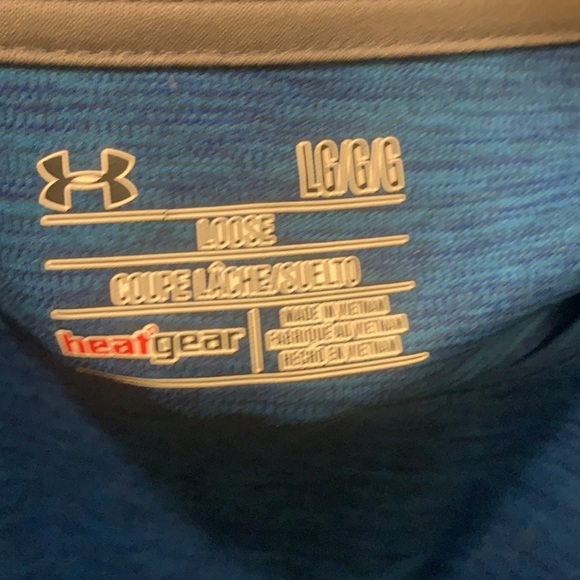 LG/G/G
LOOSE
COUPE LÂCHE/SUELTO
heatgear
MADE IN VIETNAM
FABRIQUÉ AU VIETNAM
HECHO EN VIETNAM